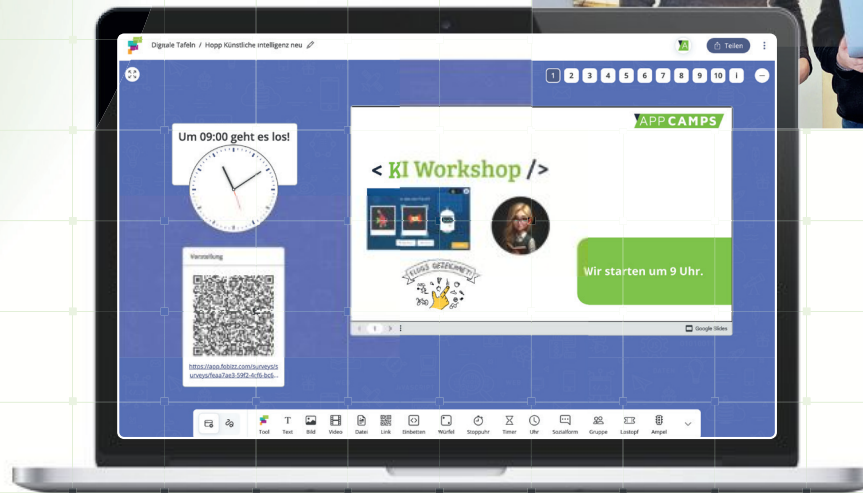 Digitale Tafeln / Hopp Künstliche Intelligenz neu
Teilen
1 2 3 4 5 6 7 8 9 10 i
Um 09:00 geht es los!
Vorstellung
https://app.fobizz.com/surveys/s
APPCAMPS
< KI Workshop />
Wir starten um 9 Uhr.
Google Slides
Tool Text Bild Video Datei Link Einbetten Würfel Stoppuhr Timer Uhr Sozialform Gruppe Lostopf Ampel